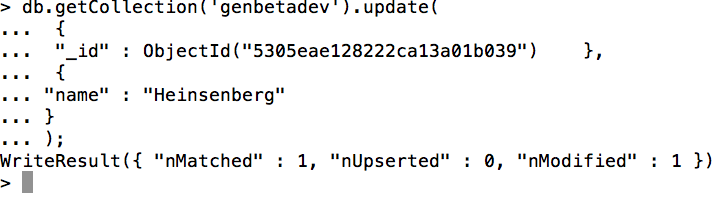 > db.getCollection('genbetadev').update(
...  {
...  "_id" : ObjectId("5305eae128222ca13a01b039")    },
...  {
... "name" : "Heinsenberg"
... }
... );
WriteResult({ "nMatched" : 1, "nUpserted" : 0, "nModified" : 1 })
>